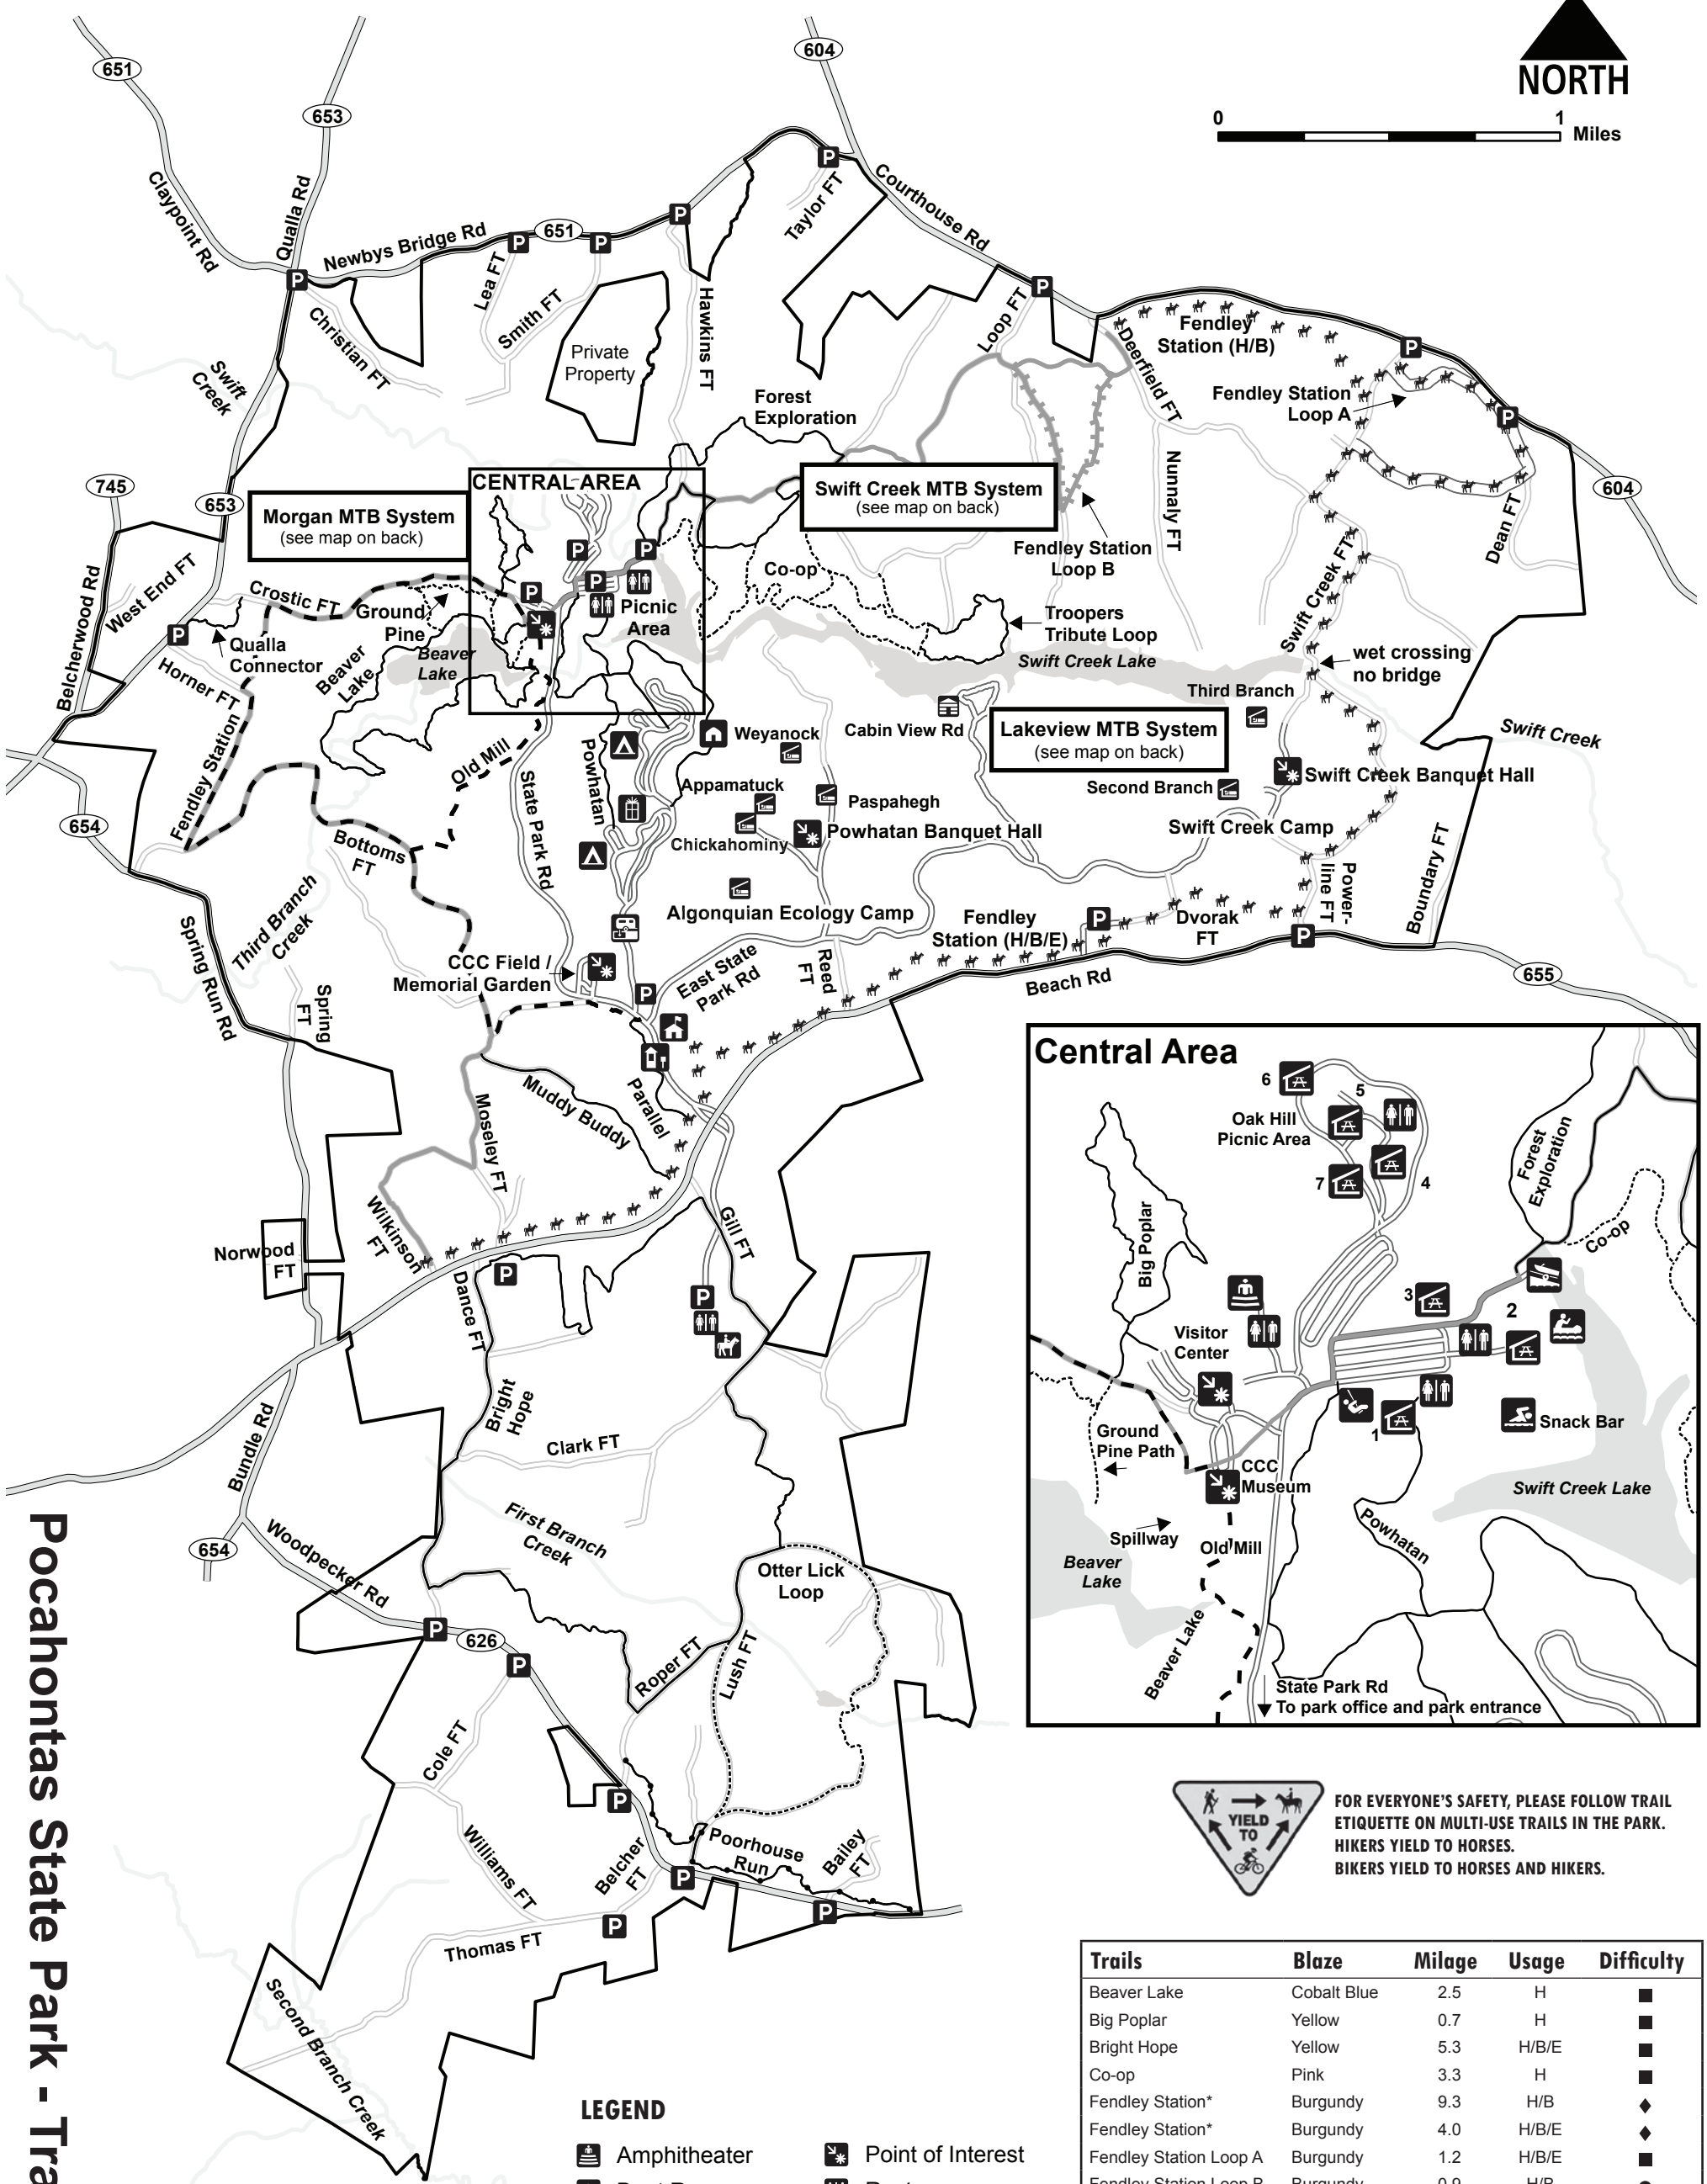 651
653
604
NORTH
0
1
Miles
Claypoint Rd
Qualla Rd
Newbys Bridge Rd
651
P
P
P
P
P
Taylor FT
Courthouse Rd
Lea FT
Smith FT
Christian FT
Private
Property
Hawkins FT
Loop FT
P
Deerfield FT
Fendley
Station (H/B)
P
Swift
Creek
Forest
Exploration
Fendley Station
Loop A
P
745
653
604
CENTRAL AREA
Morgan MTB System
(see map on back)
Swift Creek MTB System
(see map on back)
Nunnaly FT
Dean FT
Fendley Station
Loop B
P
P
P
P
Belcherwood Rd
West End FT
Crostic FT
Ground
Pine
Picnic
Area
Co-op
Swift Creek FT
Troopers
Tribute Loop
P
Qualla
Connector
Beaver
Lake
Beaver
Lake
Swift Creek Lake
wet crossing
no bridge
Horner FT
Third Branch
Fendley Station
Old Mill
Powhatan
Weyanock
Cabin View Rd
Lakeview MTB System
(see map on back)
Swift Creek
State Park Rd
Appamatuck
Paspahegh
Second Branch
Swift Creek Banquet Hall
654
Bottoms
FT
Chickahominy
Powhatan Banquet Hall
Swift Creek Camp
Power-
line FT
Boundary FT
Third Branch
Creek
Algonquian Ecology Camp
Fendley
Station (H/B/E)
P
Dvorak
FT
P
Spring Run Rd
CCC Field /
Memorial Garden
P
East State
Park Rd
Reed
FT
Beach Rd
655
Spring
FT
Muddy Buddy
Parallel
Moseley FT
Wilkinson
FT
Gill FT
Norwood
FT
Dance FT
P
P
Bright
Hope
Clark FT
Bundle Rd
First Branch
Creek
654
Woodpecker Rd
Otter Lick
Loop
P
626
P
Roper FT
Lush FT
Cole FT
P
Williams FT
Belcher
FT
Poorhouse
Run
Bailey
FT
P
P
P
Thomas FT
Second Branch Creek
Central Area
6
5
Oak Hill
Picnic Area
7
4
Forest
Exploration
Co-op
Big Poplar
3
2
Visitor
Center
1
Snack Bar
Ground
Pine Path
CCC
Museum
Swift Creek Lake
Spillway
Old Mill
Powhatan
Beaver
Lake
Beaver Lake
State Park Rd
To park office and park entrance
YIELD
TO
FOR EVERYONE'S SAFETY, PLEASE FOLLOW TRAIL
ETIQUETTE ON MULTI-USE TRAILS IN THE PARK.
HIKERS YIELD TO HORSES.
BIKERS YIELD TO HORSES AND HIKERS.
Trails Blaze Milage Usage Difficulty
Beaver Lake Cobalt Blue 2.5 H
Big Poplar Yellow 0.7 H
Bright Hope Yellow 5.3 H/B/E
Co-op Pink 3.3 H
Fendley Station* Burgundy 9.3 H/B
Fendley Station* Burgundy 4.0 H/B/E
Fendley Station Loop A Burgundy 1.2 H/B/E
Fendley Station Loop B Burgundy 0.9 H/B
LEGEND
Amphitheater
Point of Interest
Pocahontas State Park - Tra